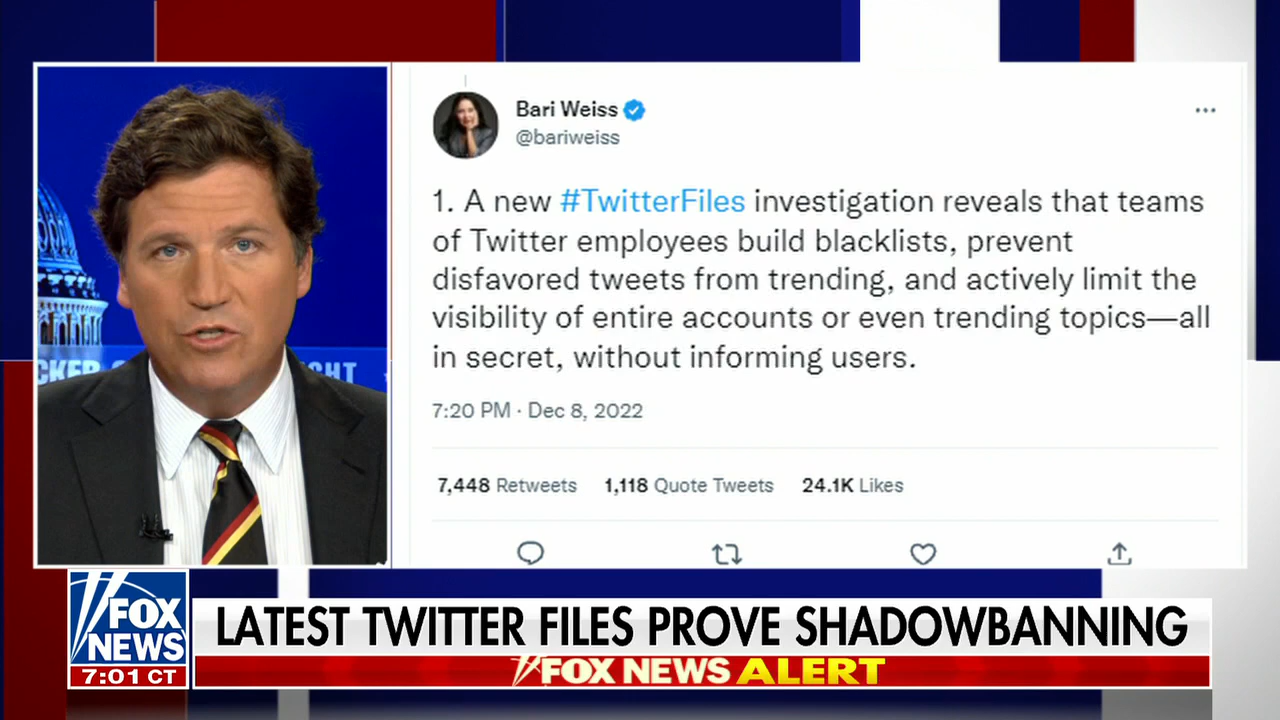 Bari Weiss
@bariweiss
1. A new #TwitterFiles investigation reveals that teams
of Twitter employees build blacklists, prevent
disfavored tweets from trending, and actively limit the
visibility of entire accounts or even trending topics—all
in secret, without informing users.
7:20 PM · Dec 8, 2022
7,448 Retweets 1,118 Quote Tweets 24.1K Likes
FOX
NEWS
7:01 CT
LATEST TWITTER FILES PROVE SHADOWBANNING
FOX NEWS ALERT